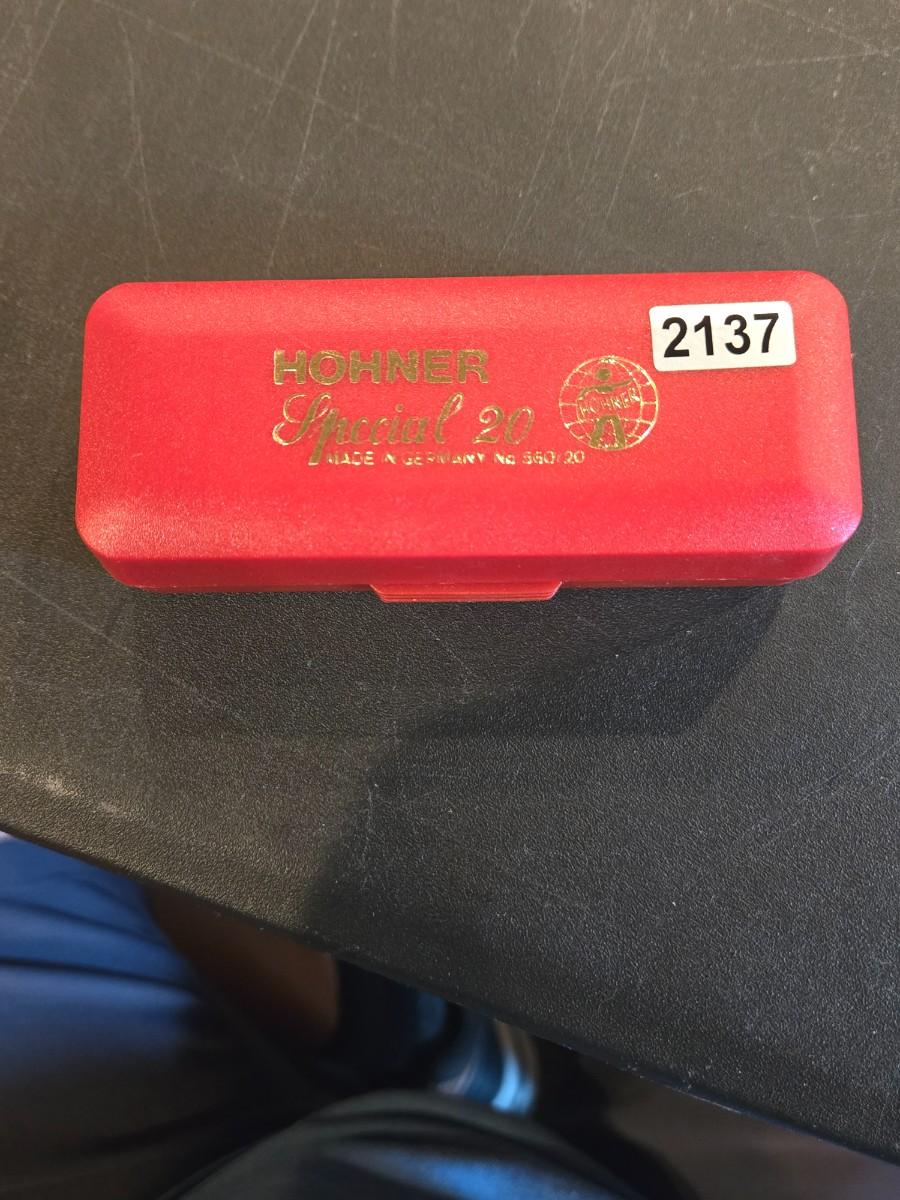 2137
HOHNER
HOHNER
Special 20
MADE IN GERMANY No 560/20